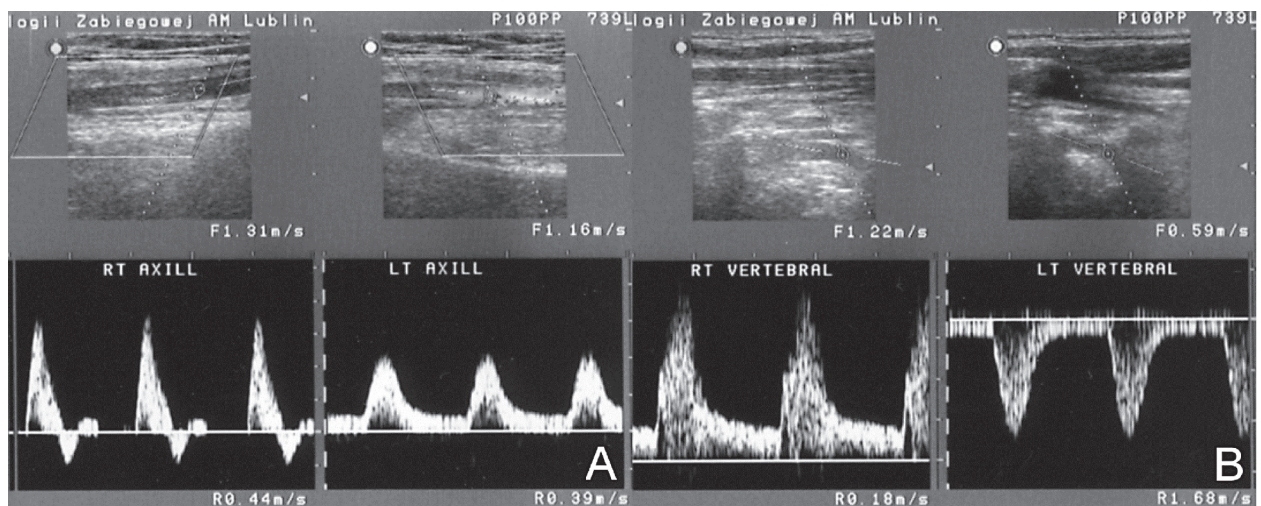 logii Zabiegowej AM Lublin P100PP 739L
logii Zabiegowej AM Lublin P100PP 739L
F1.31m/s F1.16m/s F1.22m/s F0.59m/s
RT AXILL LT AXILL RT VERTEBRAL LT VERTEBRAL
A B
R0.44m/s R0.39m/s R0.18m/s R1.68m/s